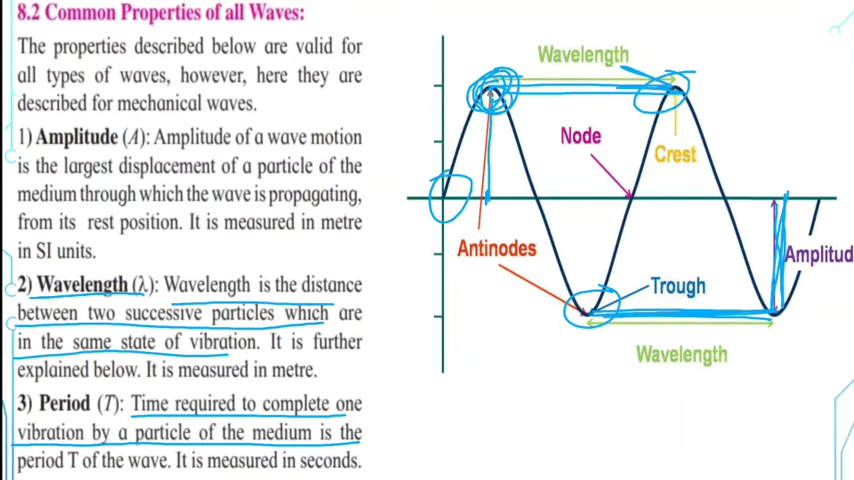 8.2 Common Properties of all Waves:
The properties described below are valid for
all types of waves, however, here they are
described for mechanical waves.
1) Amplitude (A): Amplitude of a wave motion
is the largest displacement of a particle of the
medium through which the wave is propagating,
from its rest position. It is measured in metre
in SI units.
2) Wavelength (λ): Wavelength is the distance
between two successive particles which are
in the same state of vibration. It is further
explained below. It is measured in metre.
3) Period (T): Time required to complete one
vibration by a particle of the medium is the
period T of the wave. It is measured in seconds.
Wavelength
Node
Crest
Antinodes
Amplitud
Trough
Wavelength